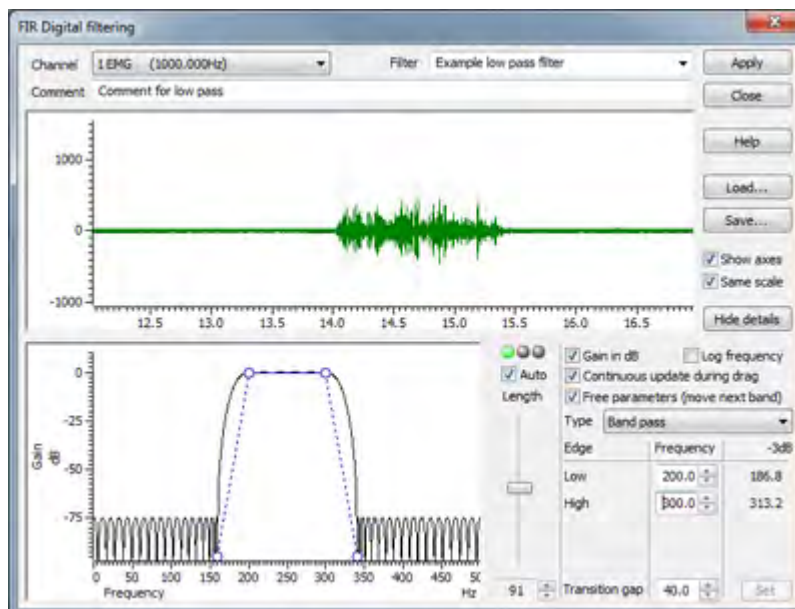 FIR Digital filtering
Channel 1 EMG (1000.000Hz) Filter Example low pass filter Apply
Comment Comment for low pass Close
Help
Load...
Save...
Show axes
Same scale
Hide details
1000
0
-1000
12.5 13.0 13.5 14.0 14.5 15.0 15.5 16.0 16.5
Gain in dB Log frequency
Auto Continuous update during drag
Length Free parameters (move next band)
Type Band pass
Edge Frequency -3dB
Low 200.0 186.8
High 300.0 313.2
91 Transition gap 40.0 Set
0
-25
-50
-75
Gain
dB
0 50 100 150 200 250 300 350 400 450 50
Frequency Hz